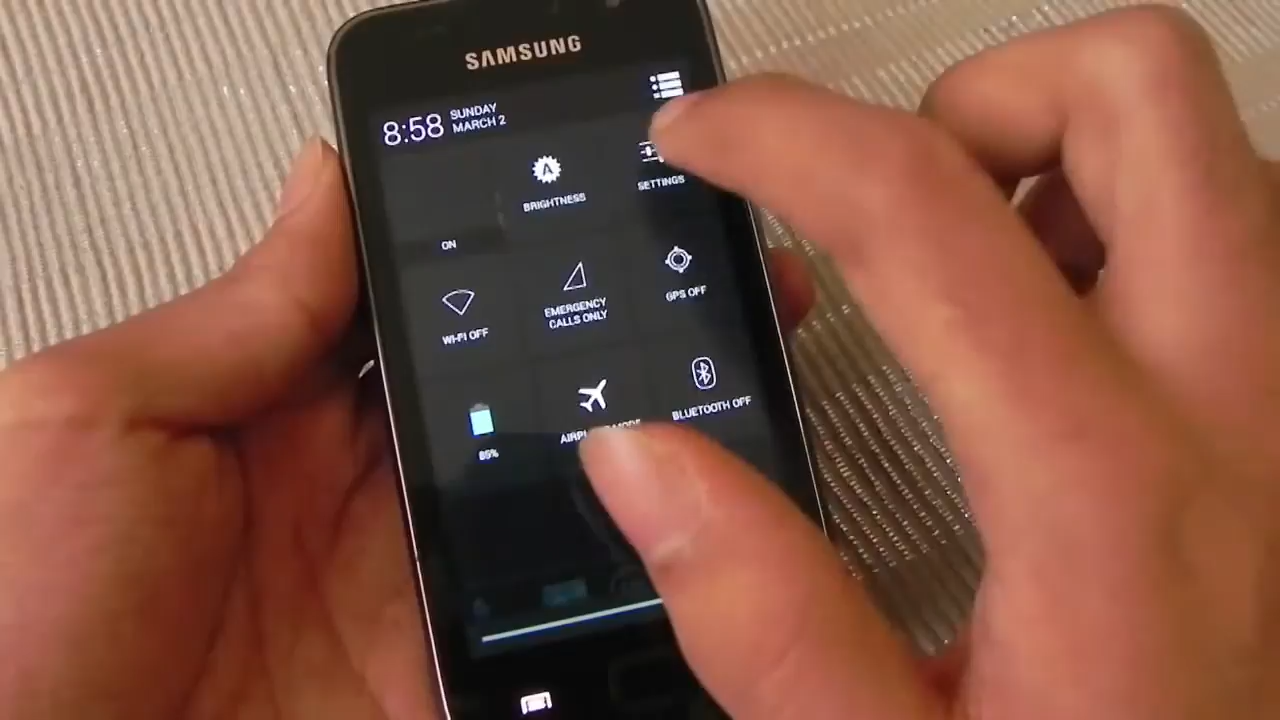 SAMSUNG
8:58
SUNDAY
MARCH 2
BRIGHTNESS
SETTINGS
ON
WI-FI OFF
EMERGENCY
CALLS ONLY
GPS OFF
85%
BLUETOOTH OFF